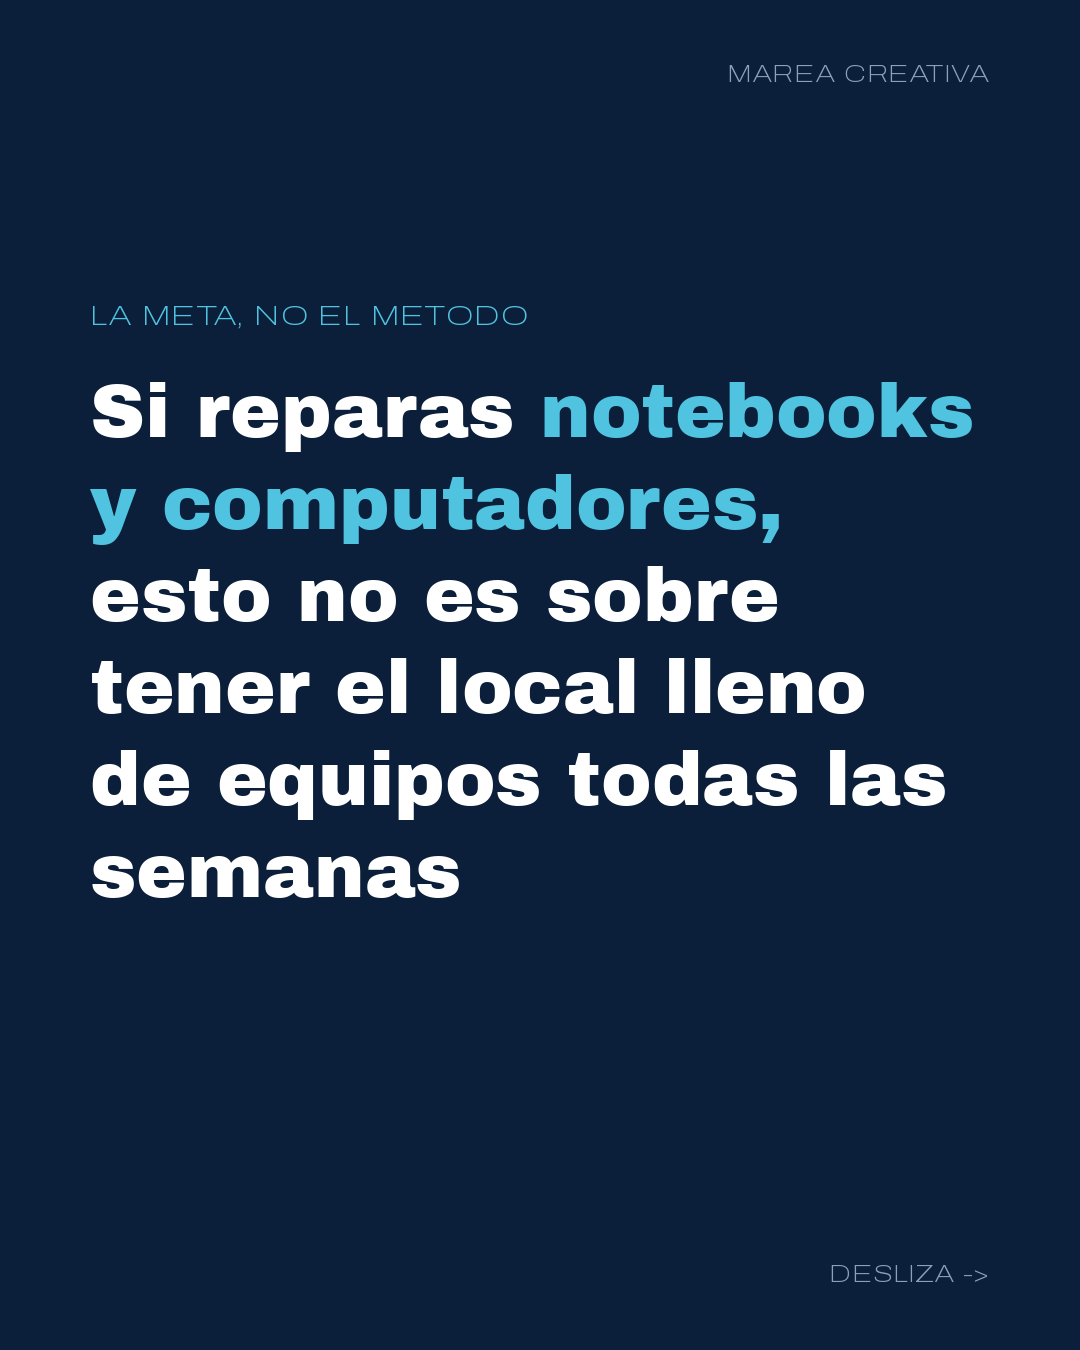 MAREA CREATIVA
LA META, NO EL METODO
Si reparas notebooks
y computadores,
esto no es sobre
tener el local lleno
de equipos todas las
semanas
DESLIZA ->